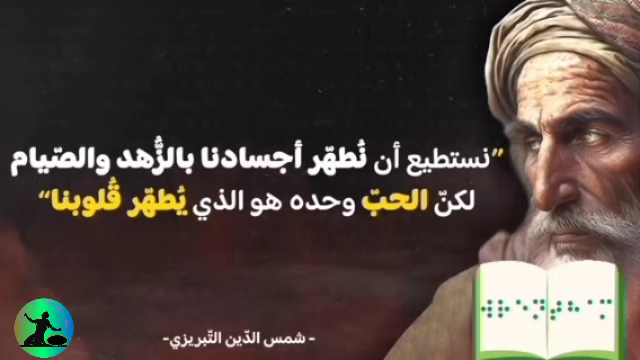 ”نستطيع أن نُطهّر أجسادنا بالزُّهد والصّيام
لكنّ الحبّ وحده هو الذي يُطهّر قُلوبنا“
- شمس الدّين التّبريزي-